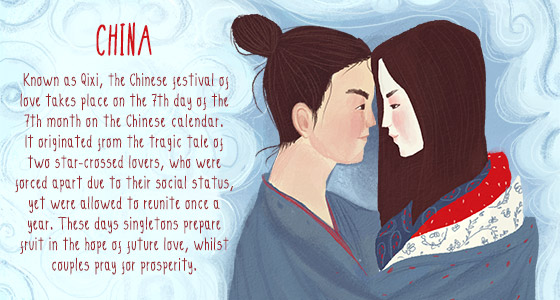 CHINA
Known as Qixi, the Chinese festival of
love takes place on the 7th day of the
7th month on the Chinese calendar.
It originated from the tragic tale of
two star-crossed lovers, who were
forced apart due to their social status,
yet were allowed to reunite once a
year. These days singletons prepare
fruit in the hope of future love, whilst
couples pray for prosperity.